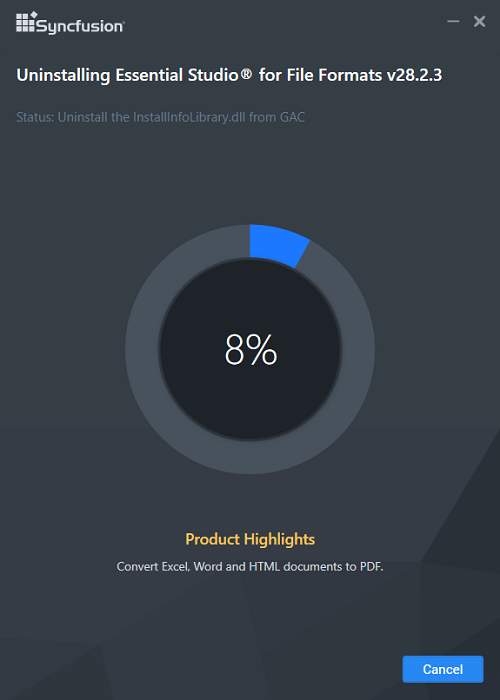 Syncfusion®
Uninstalling Essential Studio® for File Formats v28.2.3
Status: Uninstall the InstallInfoLibrary.dll from GAC
8%
Product Highlights
Convert Excel, Word and HTML documents to PDF.
Cancel